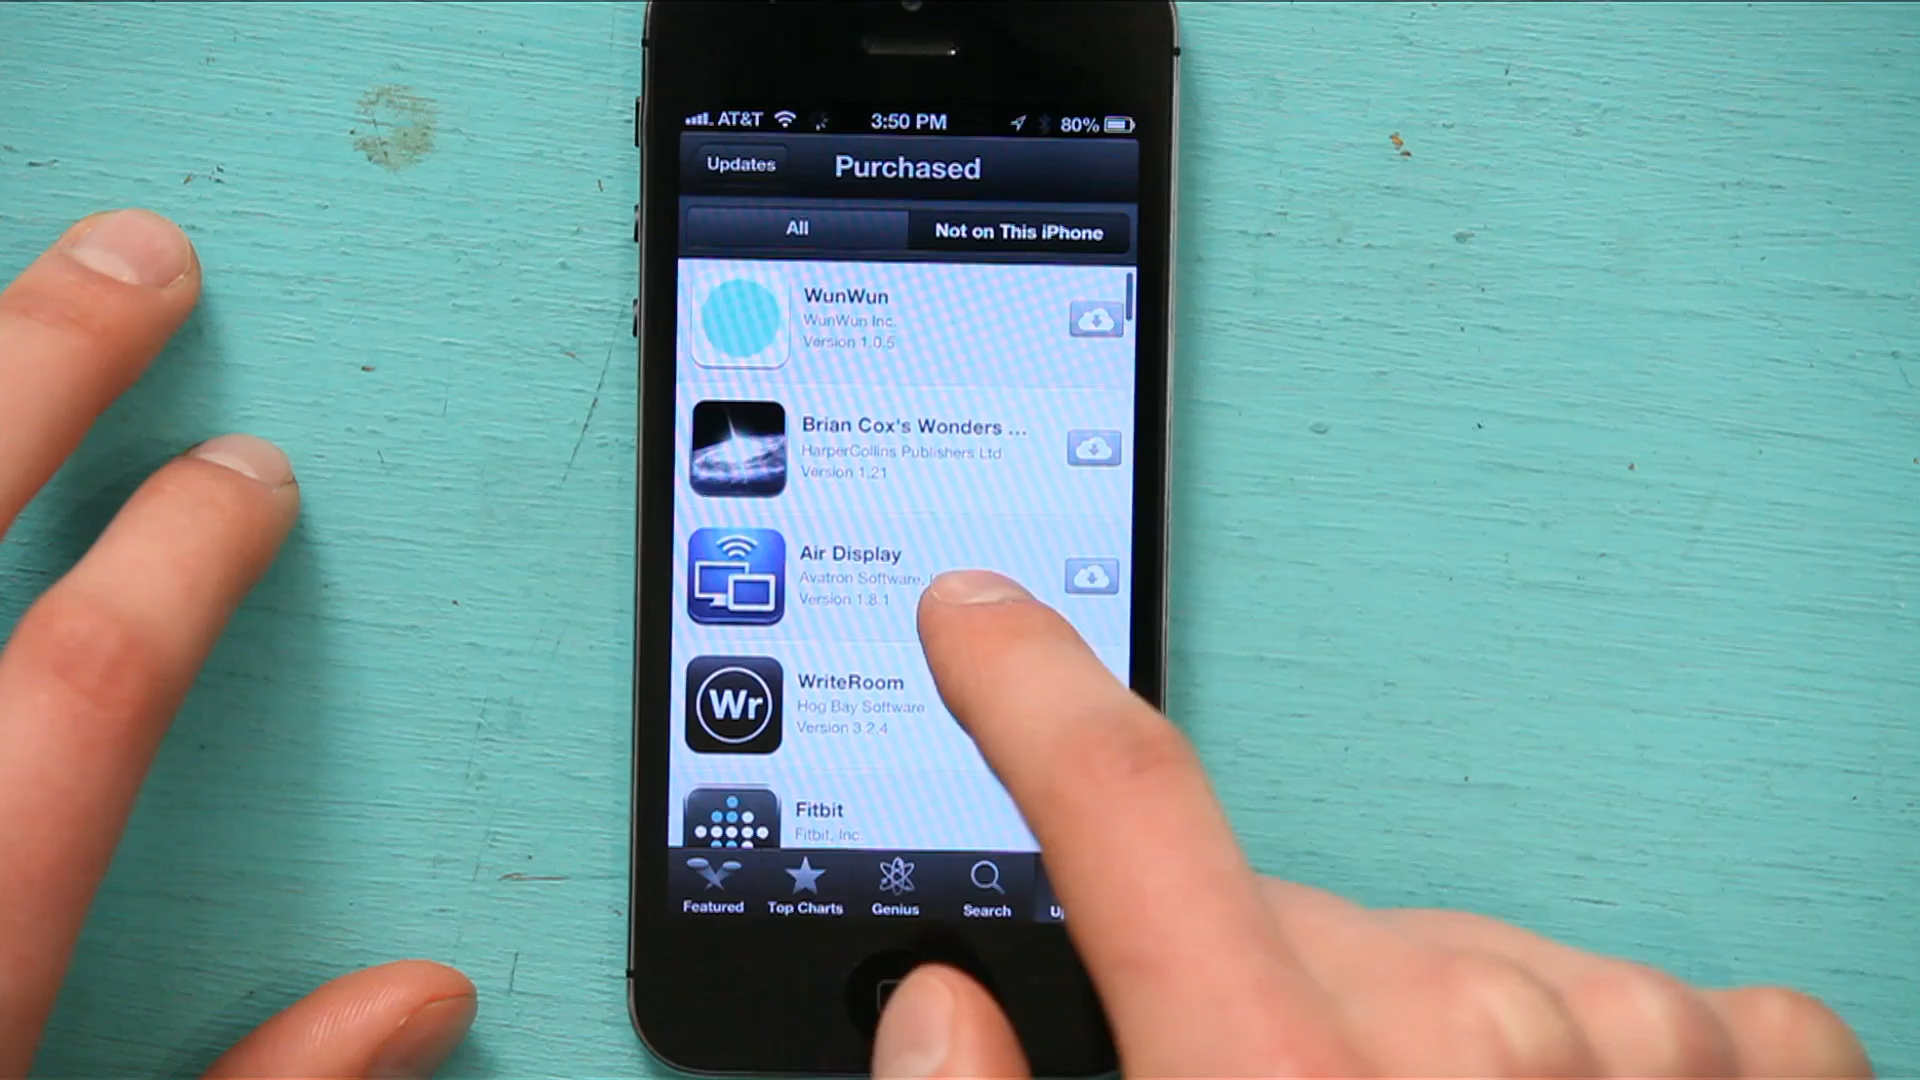 AT&T 3:50 PM 80%
Updates Purchased
All Not on This iPhone
WunWun
WunWun Inc.
Version 1.0.5
Brian Cox's Wonders ...
HarperCollins Publishers Ltd
Version 1.21
Air Display
Avatron Software,
Version 1.8.1
Wr
WriteRoom
Hog Bay Software
Version 3.2.4
Fitbit
Fitbit, Inc.
Featured Top Charts Genius Search